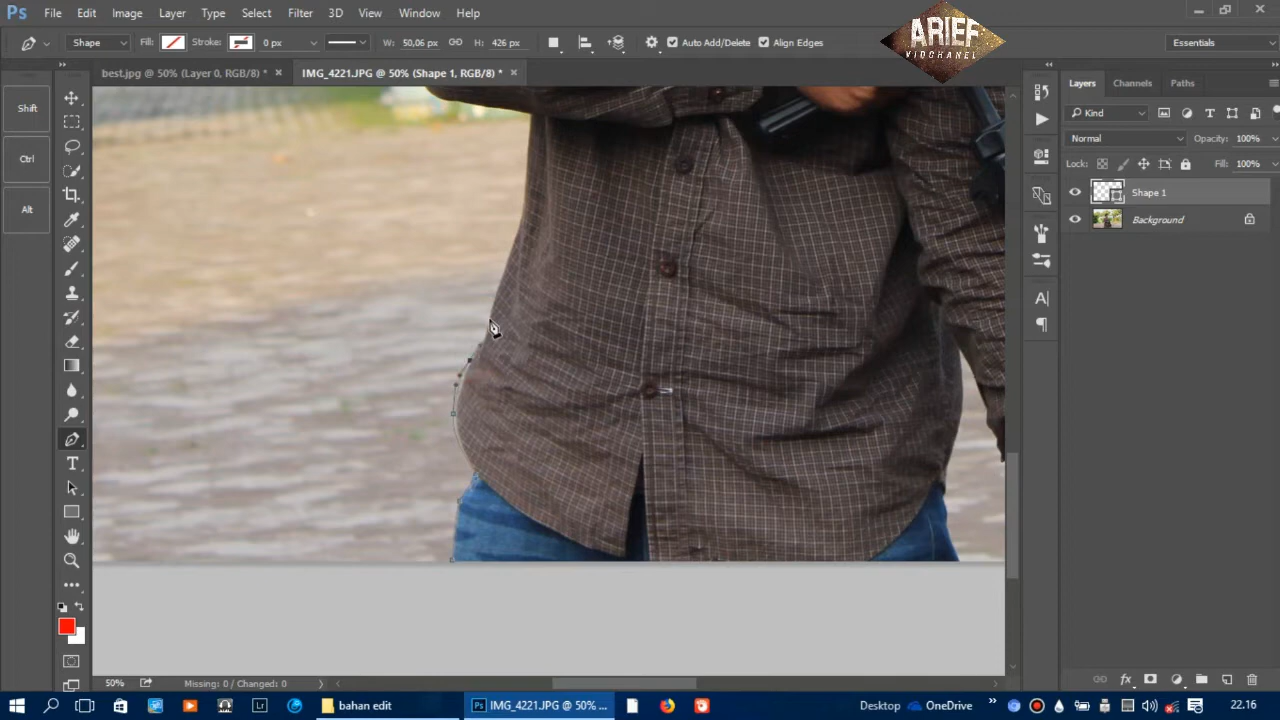 Ps File Edit Image Layer Type Select Filter 3D View Window Help
ARIEF
VIDCHANEL
Shape Fill: Stroke: 0 px W: 50,06 px H: 426 px Auto Add/Delete Align Edges Essentials
best.jpg @ 50% (Layer 0, RGB/8) * IMG_4221.JPG @ 50% (Shape 1, RGB/8) *
Layers Channels Paths
Shift
Ctrl
Alt
Kind
Normal Opacity: 100%
Lock: Fill: 100%
Shape 1
Background
50% Missing: 0 / Changed: 0
bahan edit IMG_4221.JPG @ 50% ... Desktop OneDrive 22.16